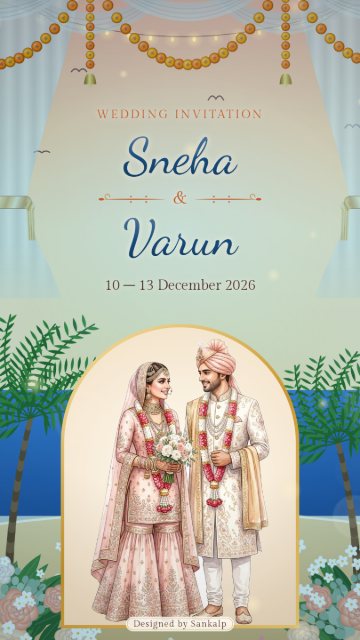 WEDDING INVITATION
Sneha
&
Varun
10 — 13 December 2026
Designed by Sankalp